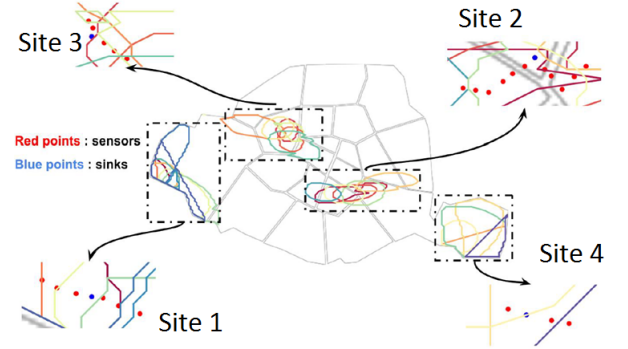 Site 2
Site 3
Red points : sensors
Blue points : sinks
Site 4
Site 1